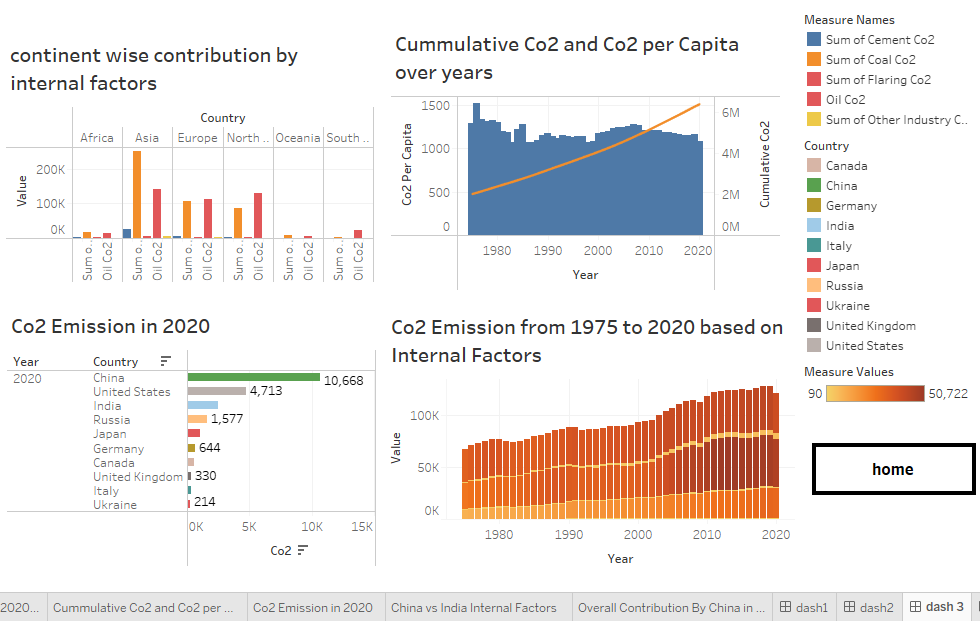 continent wise contribution by
internal factors
Country
Africa
Asia
Europe
North ..
Oceania
South ..
Value
200K
100K
0K
Sum o..
Oil Co2
Sum o..
Oil Co2
Sum o..
Oil Co2
Sum o..
Oil Co2
Sum o..
Oil Co2
Sum o..
Oil Co2
Cummulative Co2 and Co2 per Capita
over years
Co2 Per Capita
1500
1000
500
0
6M
4M
2M
0M
Cumulative Co2
1980
1990
2000
2010
2020
Year
Co2 Emission in 2020
Year
Country
2020
China
10,668
United States
4,713
India
Russia
1,577
Japan
Germany
644
Canada
United Kingdom
330
Italy
Ukraine
214
0K
5K
10K
15K
Co2
Co2 Emission from 1975 to 2020 based on
Internal Factors
Value
100K
50K
0K
1980
1990
2000
2010
2020
Year
Measure Names
Sum of Cement Co2
Sum of Coal Co2
Sum of Flaring Co2
Oil Co2
Sum of Other Industry C..
Country
Canada
China
Germany
India
Italy
Japan
Russia
Ukraine
United Kingdom
United States
Measure Values
90
50,722
home
2020...
Cummulative Co2 and Co2 per ...
Co2 Emission in 2020
China vs India Internal Factors
Overall Contribution By China in ...
dash1
dash2
dash 3